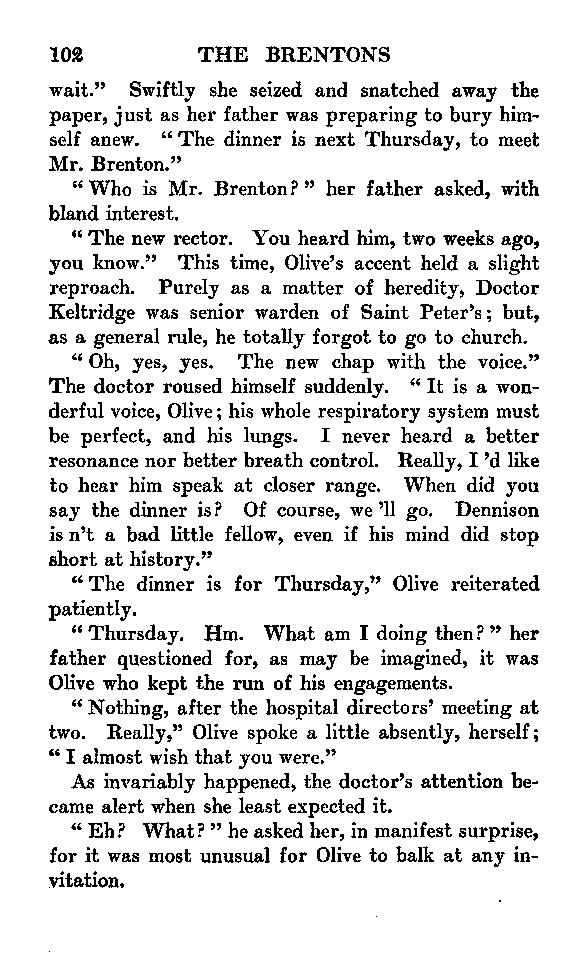 102 THE BRENTONS
wait.” Swiftly she seized and snatched away the
paper, just as her father was preparing to bury him-
self anew. “ The dinner is next Thursday, to meet
Mr. Brenton.”
“ Who is Mr. Brenton? ” her father asked, with
bland interest.
“ The new rector. You heard him, two weeks ago,
you know.” This time, Olive’s accent held a slight
reproach. Purely as a matter of heredity, Doctor
Keltridge was senior warden of Saint Peter’s; but,
as a general rule, he totally forgot to go to church.
“ Oh, yes, yes. The new chap with the voice.”
The doctor roused himself suddenly. “ It is a won-
derful voice, Olive; his whole respiratory system must
be perfect, and his lungs. I never heard a better
resonance nor better breath control. Really, I ’d like
to hear him speak at closer range. When did you
say the dinner is? Of course, we ’ll go. Dennison
is n’t a bad little fellow, even if his mind did stop
short at history.”
“ The dinner is for Thursday,” Olive reiterated
patiently.
“ Thursday. Hm. What am I doing then? ” her
father questioned for, as may be imagined, it was
Olive who kept the run of his engagements.
“ Nothing, after the hospital directors’ meeting at
two. Really,” Olive spoke a little absently, herself;
“ I almost wish that you were.”
As invariably happened, the doctor’s attention be-
came alert when she least expected it.
“ Eh? What? ” he asked her, in manifest surprise,
for it was most unusual for Olive to balk at any in-
vitation.